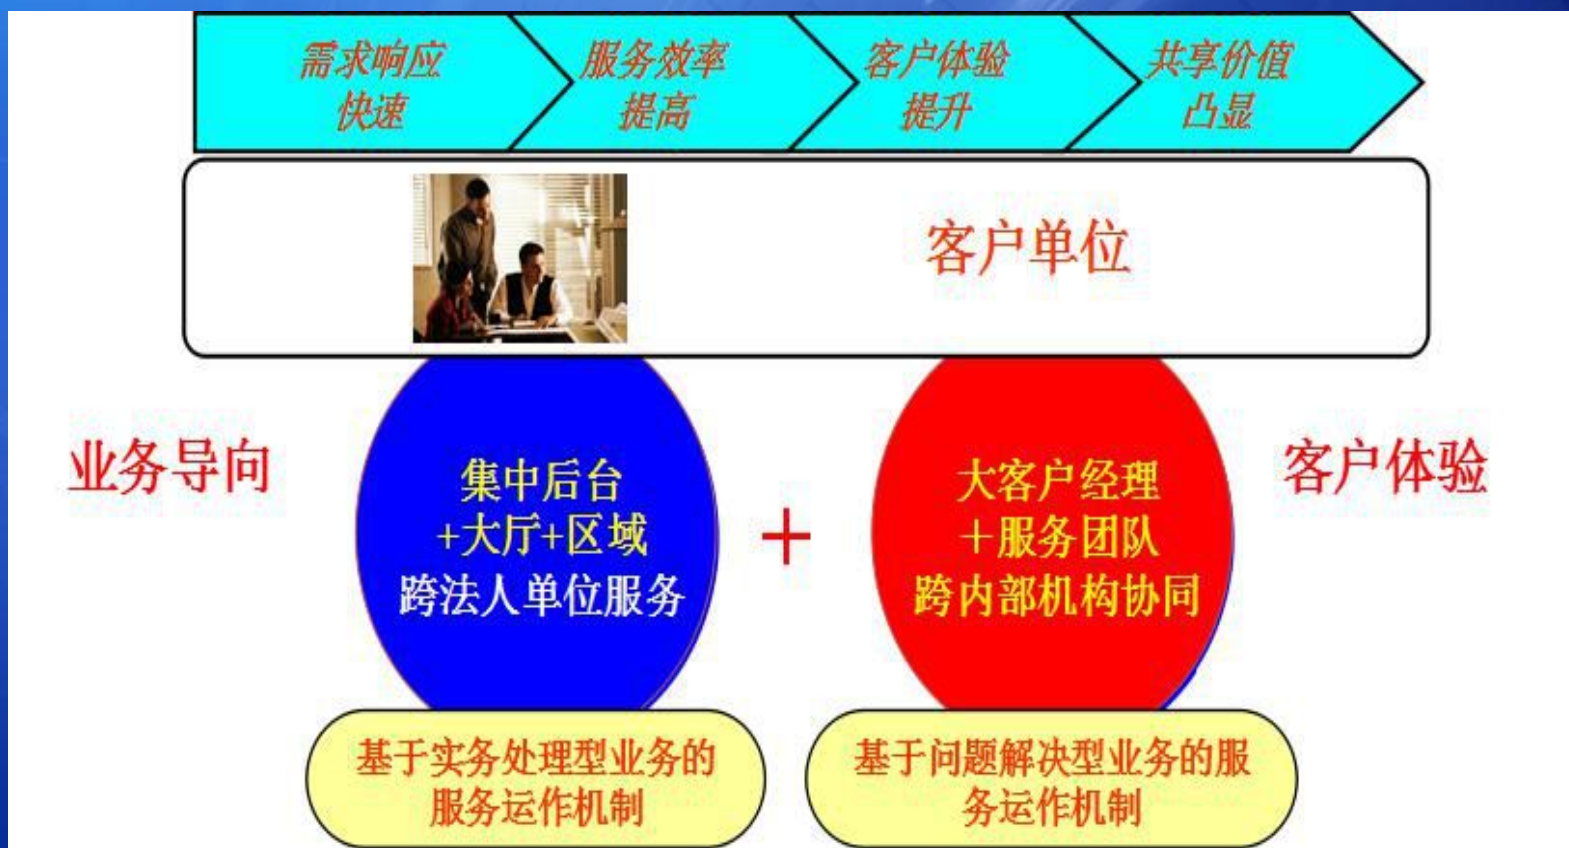 需求响应
快速
服务效率
提高
客户体验
提升
共享价值
凸显
客户单位
业务导向
集中后台
+大厅+区域
跨法人单位服务
+
大客户经理
+服务团队
跨内部机构协同
客户体验
基于实务处理型业务的
服务运作机制
基于问题解决型业务的服
务运作机制